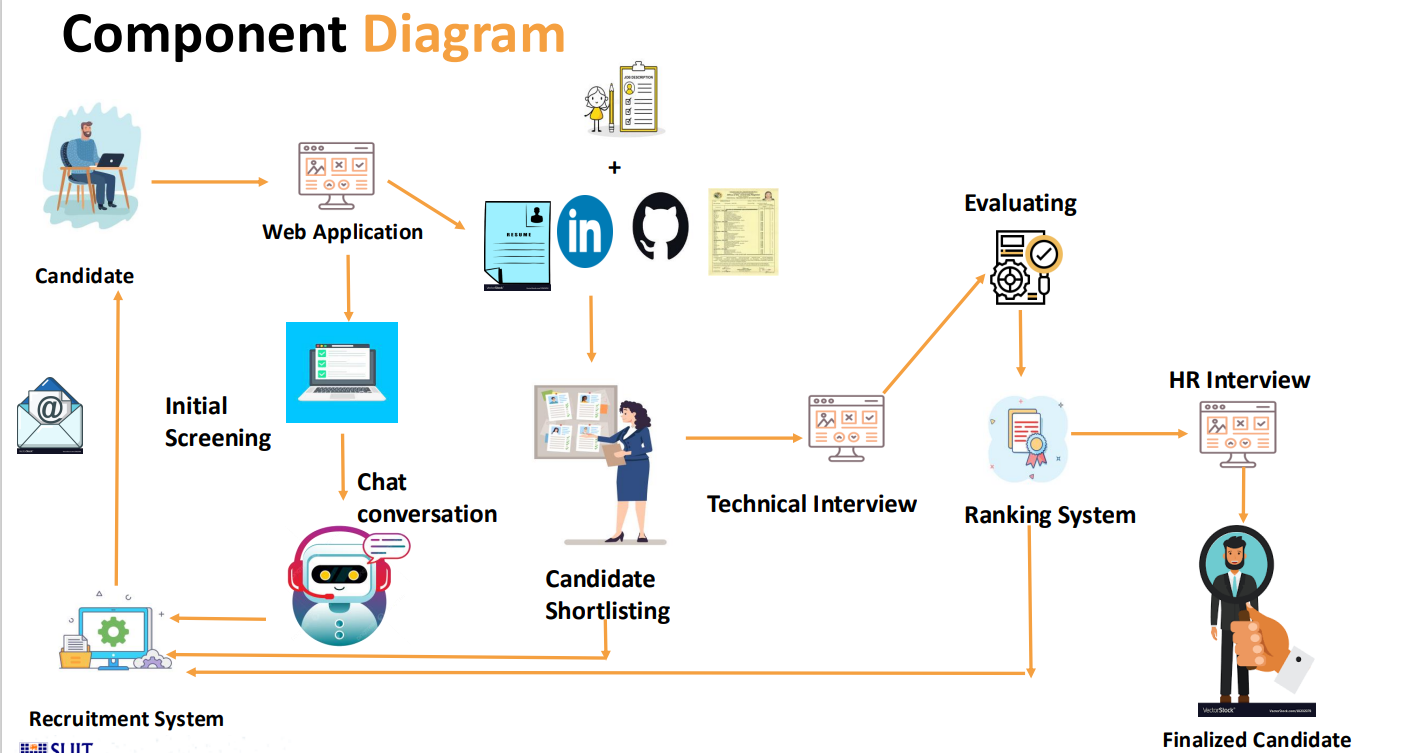 Component Diagram
JOB DESCRIPTION
+
RESUME
in
Web Application
Candidate
Evaluating
Initial
Screening
@
Chat
conversation
HR Interview
Technical Interview
Ranking System
Candidate
Shortlisting
Recruitment System
VectorStock
Finalized Candidate